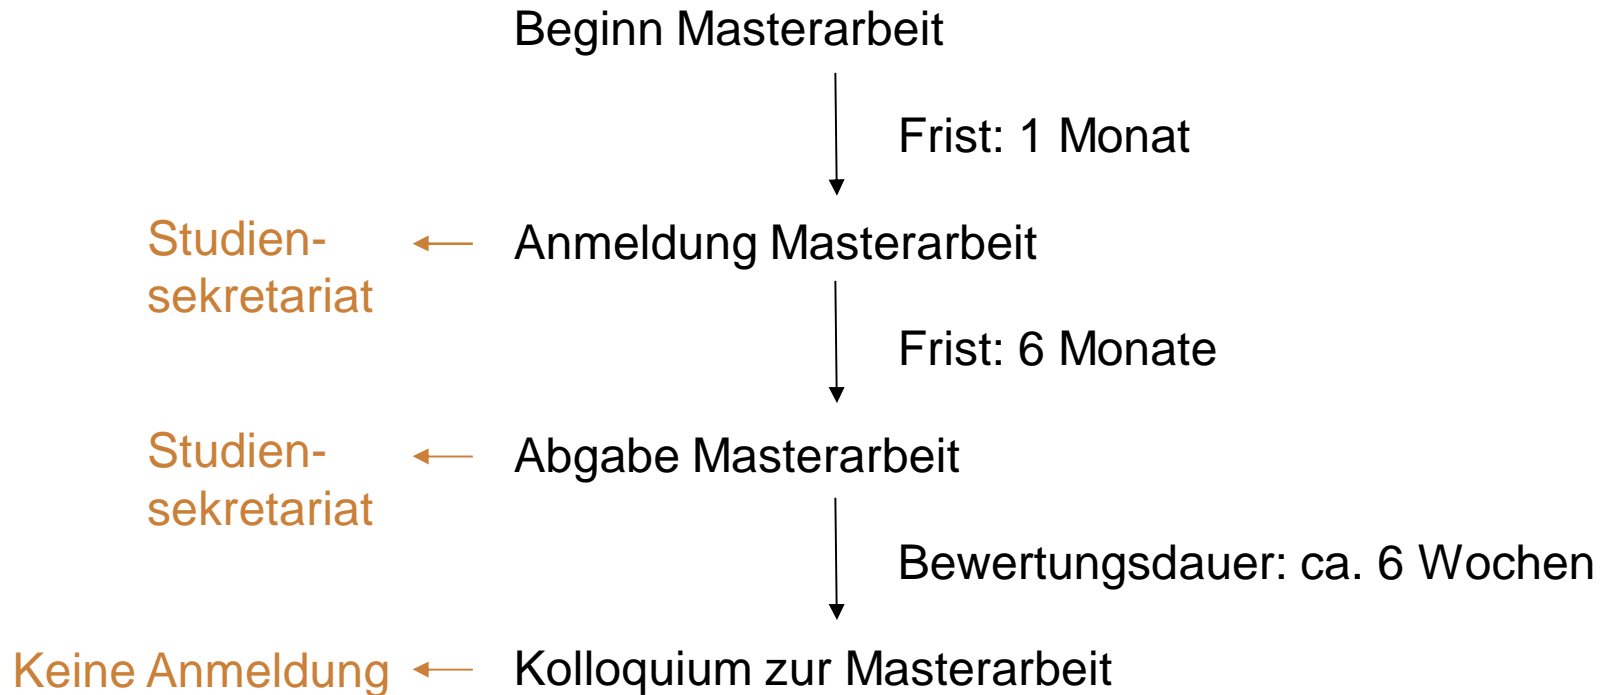 Beginn Masterarbeit
Frist: 1 Monat
Studien-
sekretariat
Anmeldung Masterarbeit
Frist: 6 Monate
Studien-
sekretariat
Abgabe Masterarbeit
Bewertungsdauer: ca. 6 Wochen
Keine Anmeldung
Kolloquium zur Masterarbeit